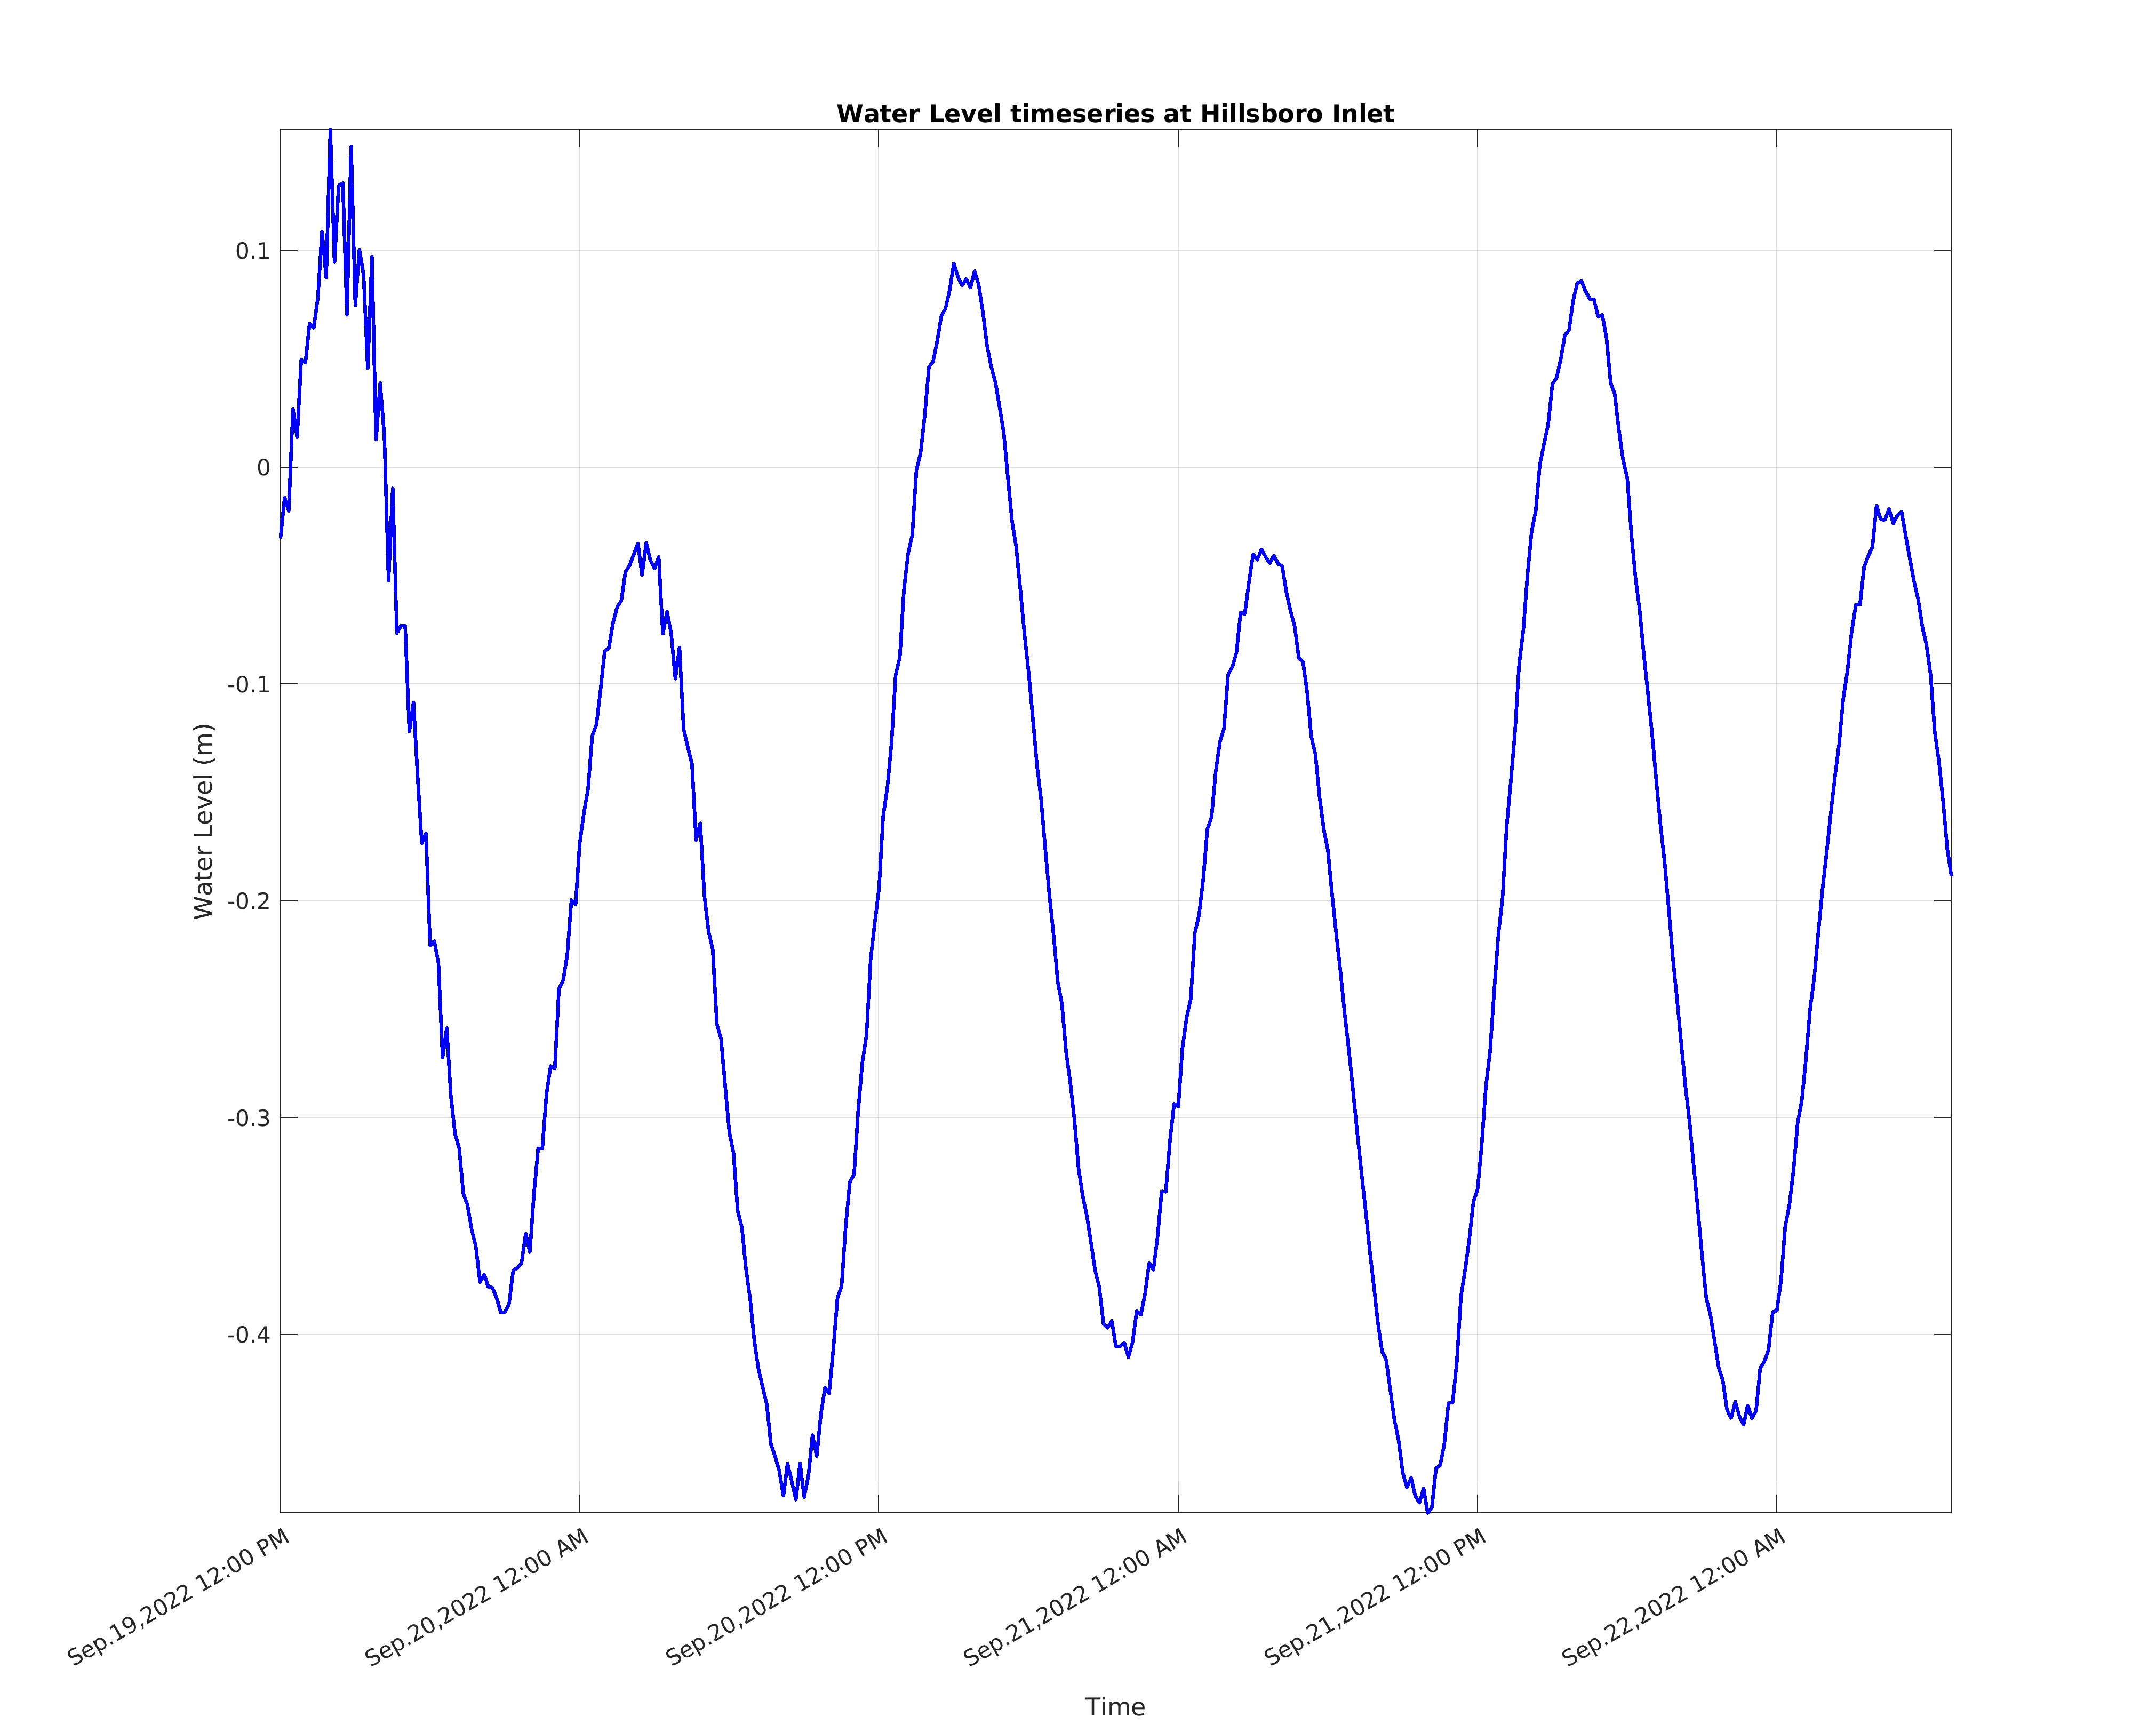 Water Level timeseries at Hillsboro Inlet
0.1
0
-0.1
-0.2
-0.3
-0.4
Water Level (m)
Sep.19,2022 12:00 PM
Sep.20,2022 12:00 AM
Sep.20,2022 12:00 PM
Sep.21,2022 12:00 AM
Sep.21,2022 12:00 PM
Sep.22,2022 12:00 AM
Time